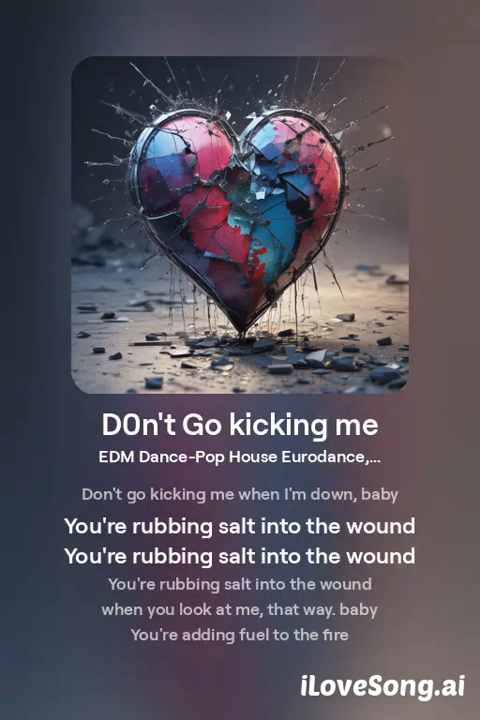 D0n't Go kicking me
EDM Dance-Pop House Eurodance,...
Don't go kicking me when I'm down, baby
You're rubbing salt into the wound
You're rubbing salt into the wound
You're rubbing salt into the wound
when you look at me, that way. baby
You're adding fuel to the fire
iLoveSong.ai